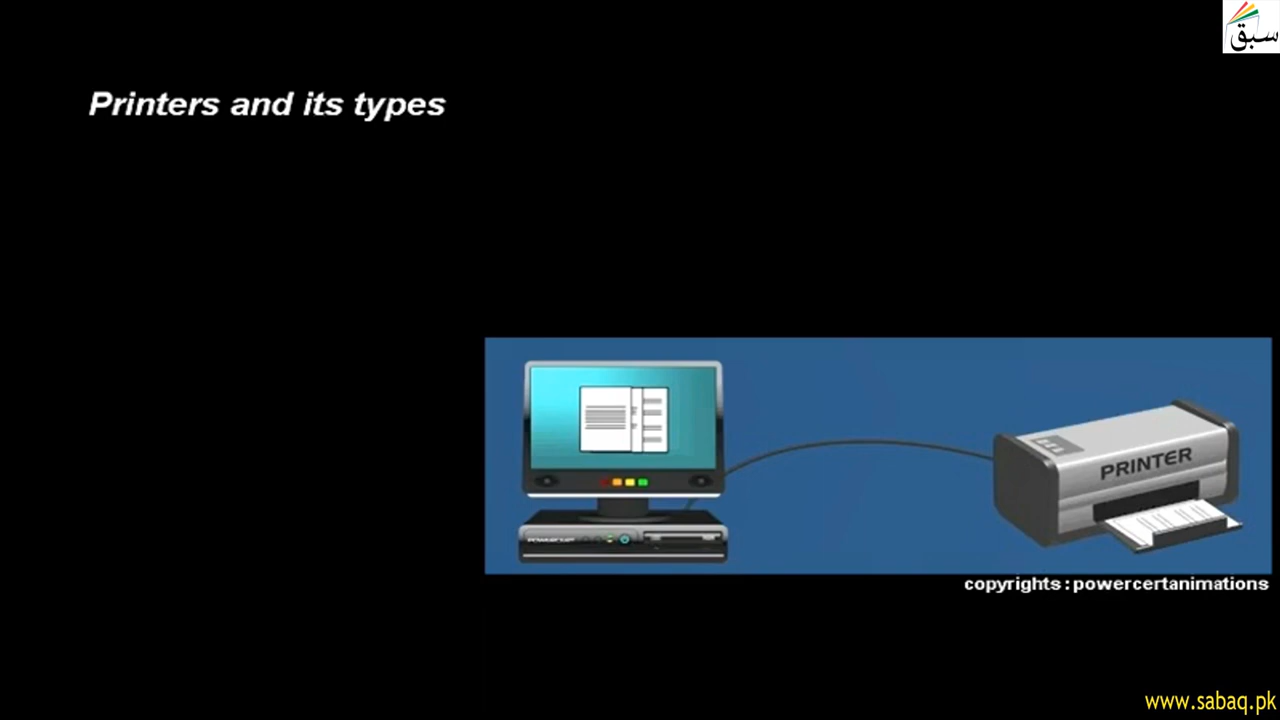 سبق
Printers and its types
PRINTER
copyrights : powercertanimations
www.sabaq.pk